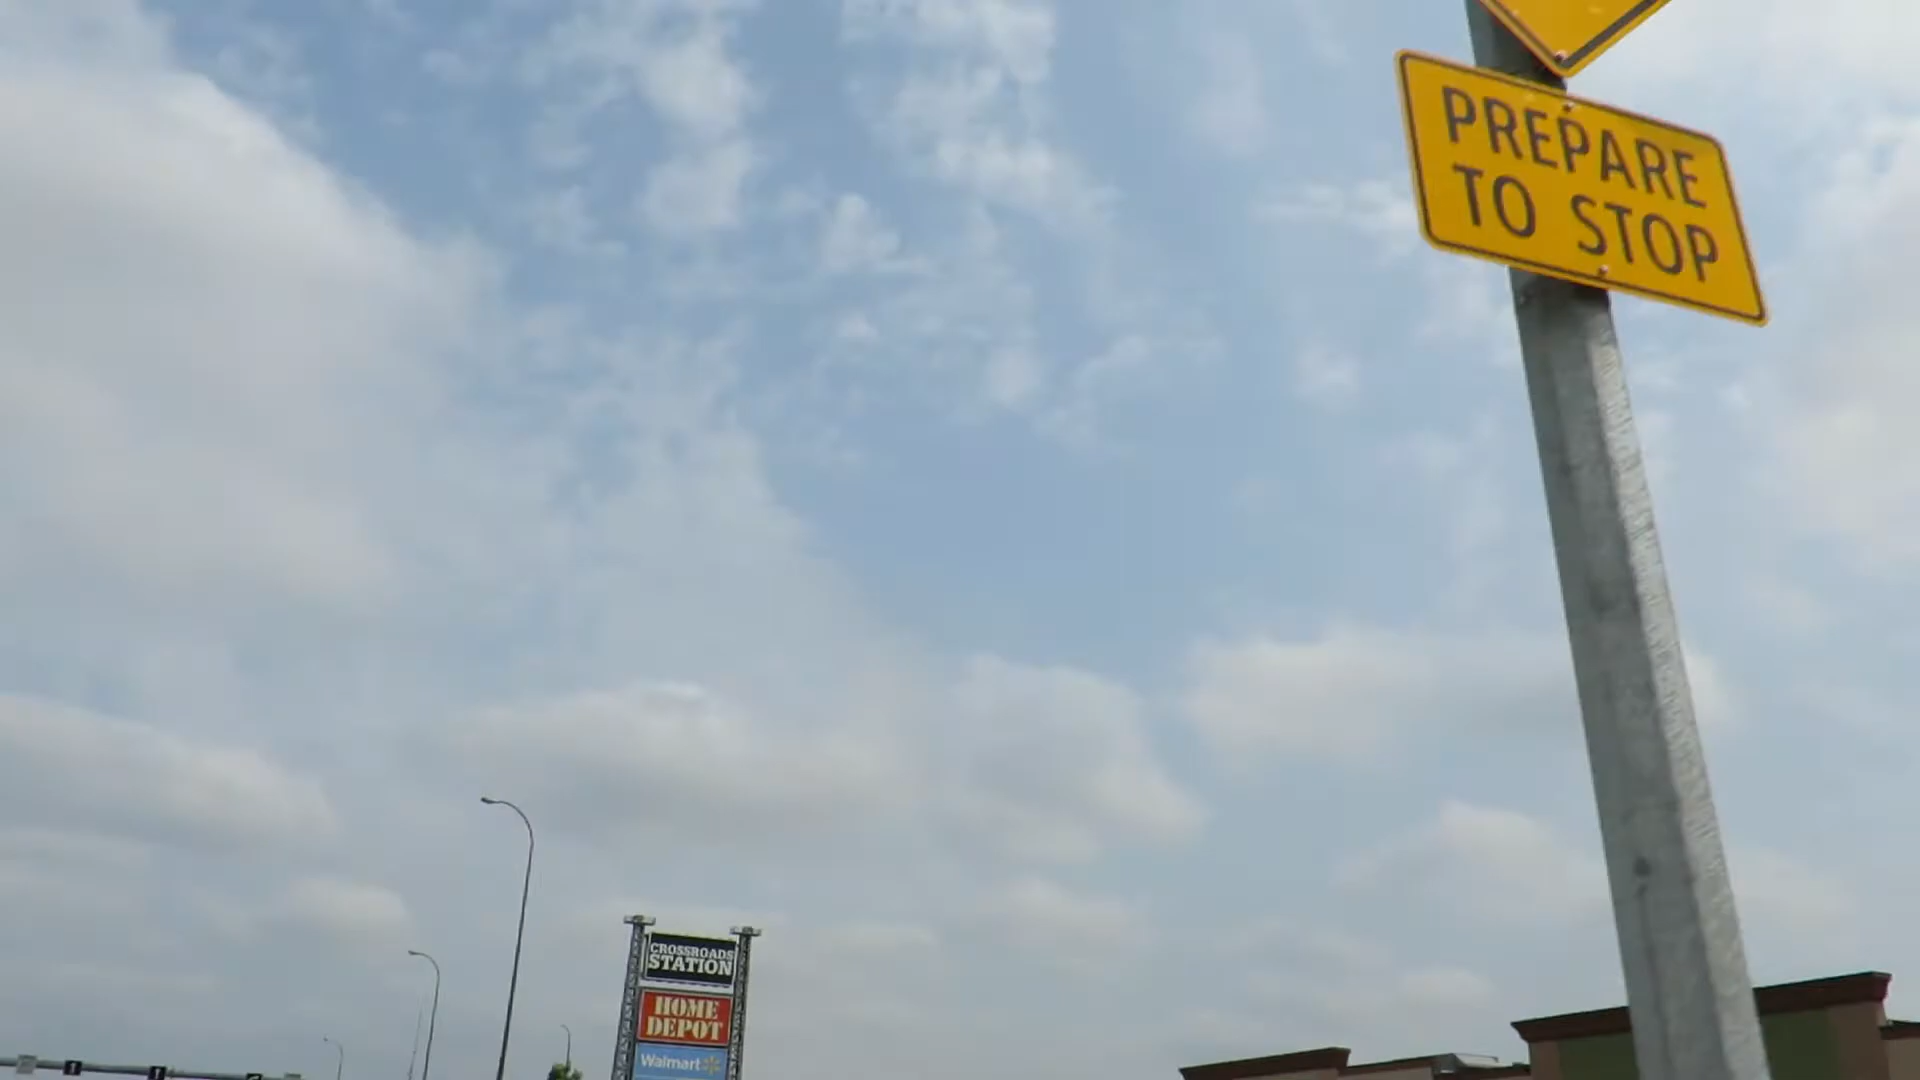 PREPARE
TO STOP
CROSSROADS
STATION
HOME
DEPOT
Walmart